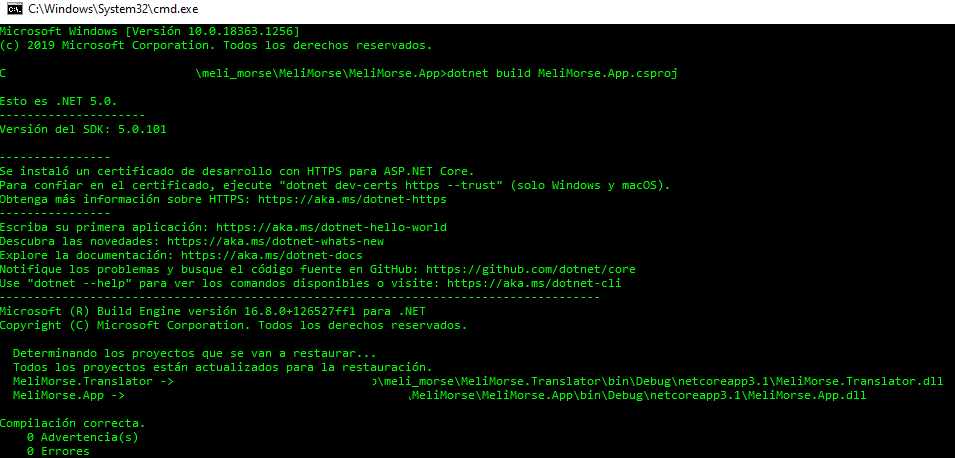 C:\Windows\System32\cmd.exe
Microsoft Windows [Versión 10.0.18363.1256]
(c) 2019 Microsoft Corporation. Todos los derechos reservados.
C \meli_morse\MeliMorse\MeliMorse.App>dotnet build MeliMorse.App.csproj
Esto es .NET 5.0.
---------------------
Versión del SDK: 5.0.101
----------------
Se instaló un certificado de desarrollo con HTTPS para ASP.NET Core.
Para confiar en el certificado, ejecute "dotnet dev-certs https --trust" (solo Windows y macOS).
Obtenga más información sobre HTTPS: https://aka.ms/dotnet-https
----------------
Escriba su primera aplicación: https://aka.ms/dotnet-hello-world
Descubra las novedades: https://aka.ms/dotnet-whats-new
Explore la documentación: https://aka.ms/dotnet-docs
Notifique los problemas y busque el código fuente en GitHub: https://github.com/dotnet/core
Use "dotnet --help" para ver los comandos disponibles o visite: https://aka.ms/dotnet-cli
--------------------------------------------------------------------------------------
Microsoft (R) Build Engine versión 16.8.0+126527ff1 para .NET
Copyright (C) Microsoft Corporation. Todos los derechos reservados.
Determinando los proyectos que se van a restaurar...
Todos los proyectos están actualizados para la restauración.
MeliMorse.Translator -> \meli_morse\MeliMorse.Translator\bin\Debug\netcoreapp3.1\MeliMorse.Translator.dll
MeliMorse.App -> \MeliMorse\MeliMorse.App\bin\Debug\netcoreapp3.1\MeliMorse.App.dll
Compilación correcta.
0 Advertencia(s)
0 Errores